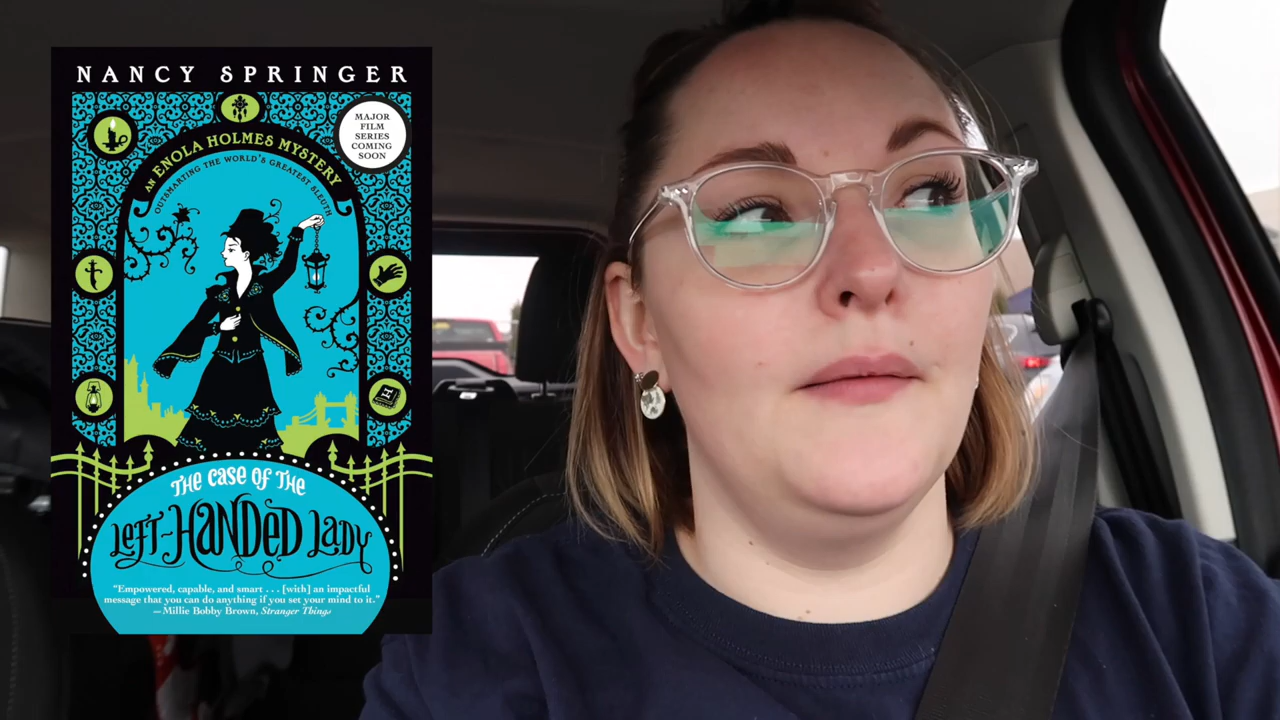 NANCY SPRINGER
MAJOR
FILM
SERIES
COMING
SOON
AN ENOLA HOLMES MYSTERY
OUTSMARTING THE WORLD'S GREATEST SLEUTH
THE CASE OF THE
LEFT-HANDED LADY
"Empowered, capable, and smart . . . [with] an impactful
message that you can do anything if you set your mind to it."
—Millie Bobby Brown, Stranger Things